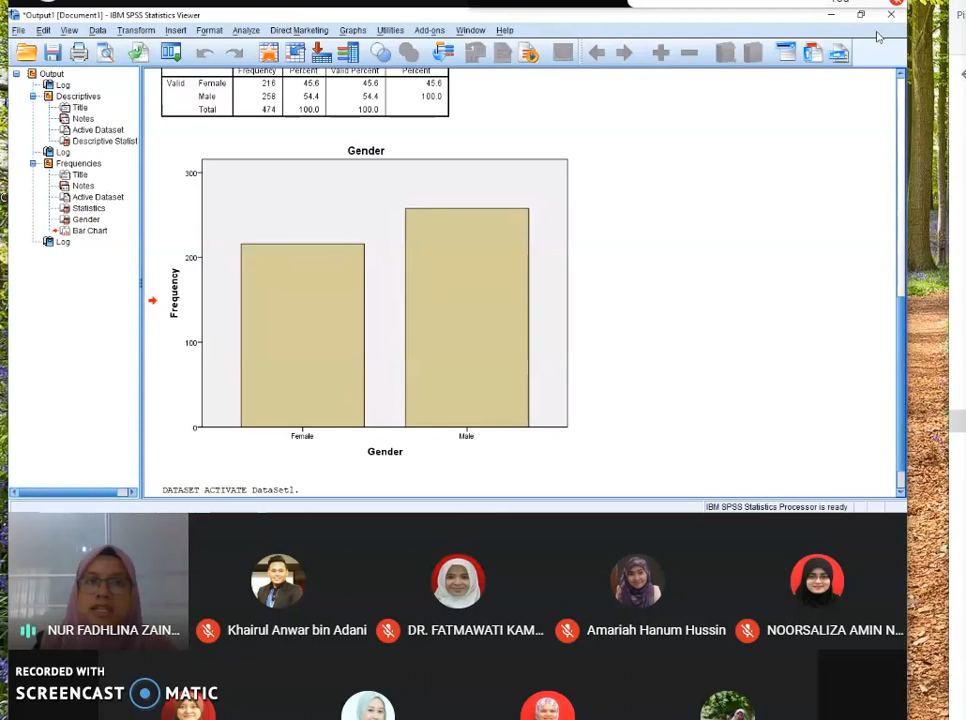 You
*Output1 [Document1] - IBM SPSS Statistics Viewer
File Edit View Data Transform Insert Format Analyze Direct Marketing Graphs Utilities Add-ons Window Help
Output
Log
Descriptives
Title
Notes
Active Dataset
Descriptive Statist
Log
Frequencies
Title
Notes
Active Dataset
Statistics
Gender
Bar Chart
Log
Frequency Percent Valid Percent Percent
Valid Female 216 45.6 45.6 45.6
Male 258 54.4 54.4 100.0
Total 474 100.0 100.0
Gender
300
200
100
0
Frequency
Female Male
Gender
DATASET ACTIVATE DataSet1.
IBM SPSS Statistics Processor is ready
NUR FADHLINA ZAIN... Khairul Anwar bin Adani DR. FATMAWATI KAM... Amariah Hanum Hussin NOORSALIZA AMIN N...
RECORDED WITH
SCREENCAST MATIC